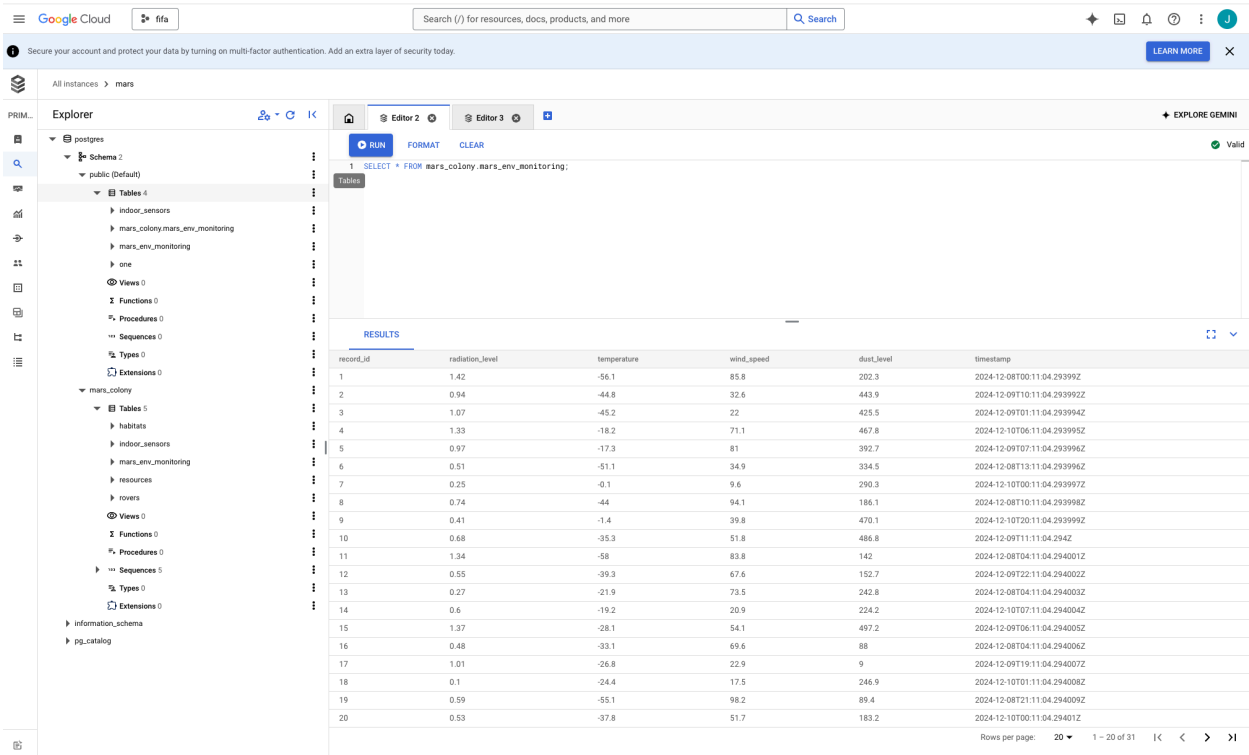 Google Cloud fifa Search (/) for resources, docs, products, and more Search J
Secure your account and protect your data by turning on multi-factor authentication. Add an extra layer of security today. LEARN MORE
All instances > mars
PRIM...
Explorer
postgres
Schema 2
public (Default)
Tables 4
indoor_sensors
mars_colony.mars_env_monitoring
mars_env_monitoring
one
Views 0
Functions 0
Procedures 0
Sequences 0
Types 0
Extensions 0
mars_colony
Tables 5
habitats
indoor_sensors
mars_env_monitoring
resources
rovers
Views 0
Functions 0
Procedures 0
Sequences 5
Types 0
Extensions 0
information_schema
pg_catalog
Editor 2 Editor 3 EXPLORE GEMINI
RUN FORMAT CLEAR Valid
1 SELECT * FROM mars_colony.mars_env_monitoring;
Tables
RESULTS
record_id radiation_level temperature wind_speed dust_level timestamp
1 1.42 -56.1 85.8 202.3 2024-12-08T00:11:04.29399Z
2 0.94 -44.8 32.6 443.9 2024-12-09T10:11:04.293992Z
3 1.07 -45.2 22 425.5 2024-12-09T01:11:04.293994Z
4 1.33 -18.2 71.1 467.8 2024-12-10T06:11:04.293995Z
5 0.97 -17.3 81 392.7 2024-12-09T07:11:04.293996Z
6 0.51 -51.1 34.9 334.5 2024-12-08T13:11:04.293996Z
7 0.25 -0.1 9.6 290.3 2024-12-10T00:11:04.293997Z
8 0.74 -44 94.1 186.1 2024-12-08T10:11:04.293998Z
9 0.41 -1.4 39.8 470.1 2024-12-10T20:11:04.293999Z
10 0.68 -35.3 51.8 486.8 2024-12-09T11:11:04.294Z
11 1.34 -58 83.8 142 2024-12-08T04:11:04.294001Z
12 0.55 -39.3 67.6 152.7 2024-12-09T22:11:04.294002Z
13 0.27 -21.9 73.5 242.8 2024-12-08T04:11:04.294003Z
14 0.6 -19.2 20.9 224.2 2024-12-10T07:11:04.294004Z
15 1.37 -28.1 54.1 497.2 2024-12-09T06:11:04.294005Z
16 0.48 -33.1 69.6 88 2024-12-08T04:11:04.294006Z
17 1.01 -26.8 22.9 9 2024-12-09T19:11:04.294007Z
18 0.1 -24.4 17.5 246.9 2024-12-10T01:11:04.294008Z
19 0.59 -55.1 98.2 89.4 2024-12-08T21:11:04.294009Z
20 0.53 -37.8 51.7 183.2 2024-12-10T00:11:04.29401Z
Rows per page: 20 1 – 20 of 31